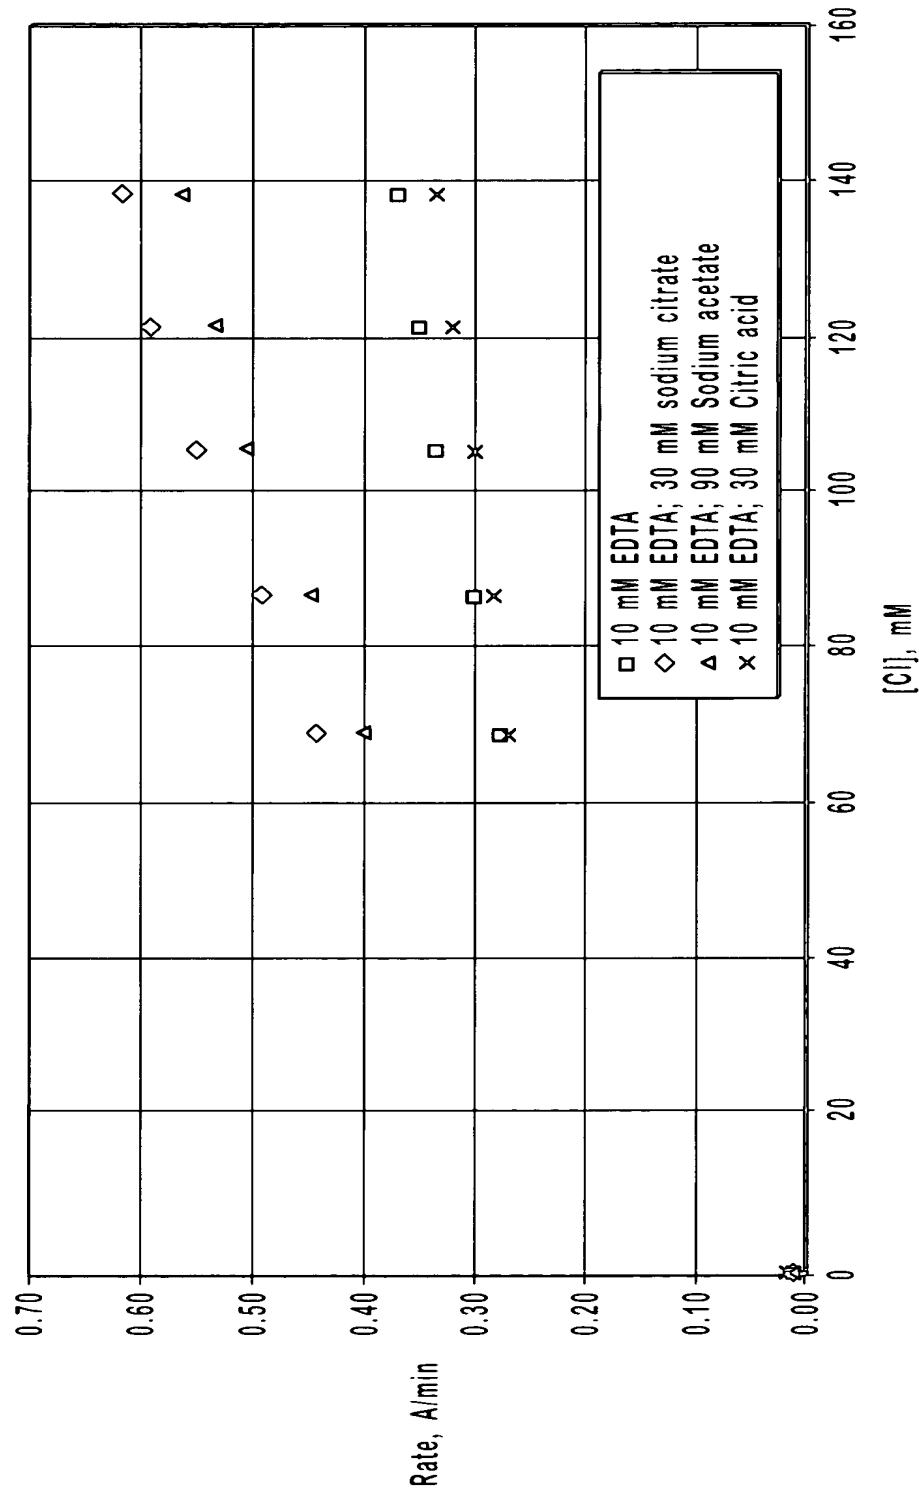 Rate, A/min
0.70
0.60
0.50
0.40
0.30
0.20
0.10
0.00
0
20
40
60
80
100
120
140
160
[Cl], mM
10 mM EDTA
10 mM EDTA; 30 mM sodium citrate
10 mM EDTA; 90 mM Sodium acetate
10 mM EDTA; 30 mM Citric acid